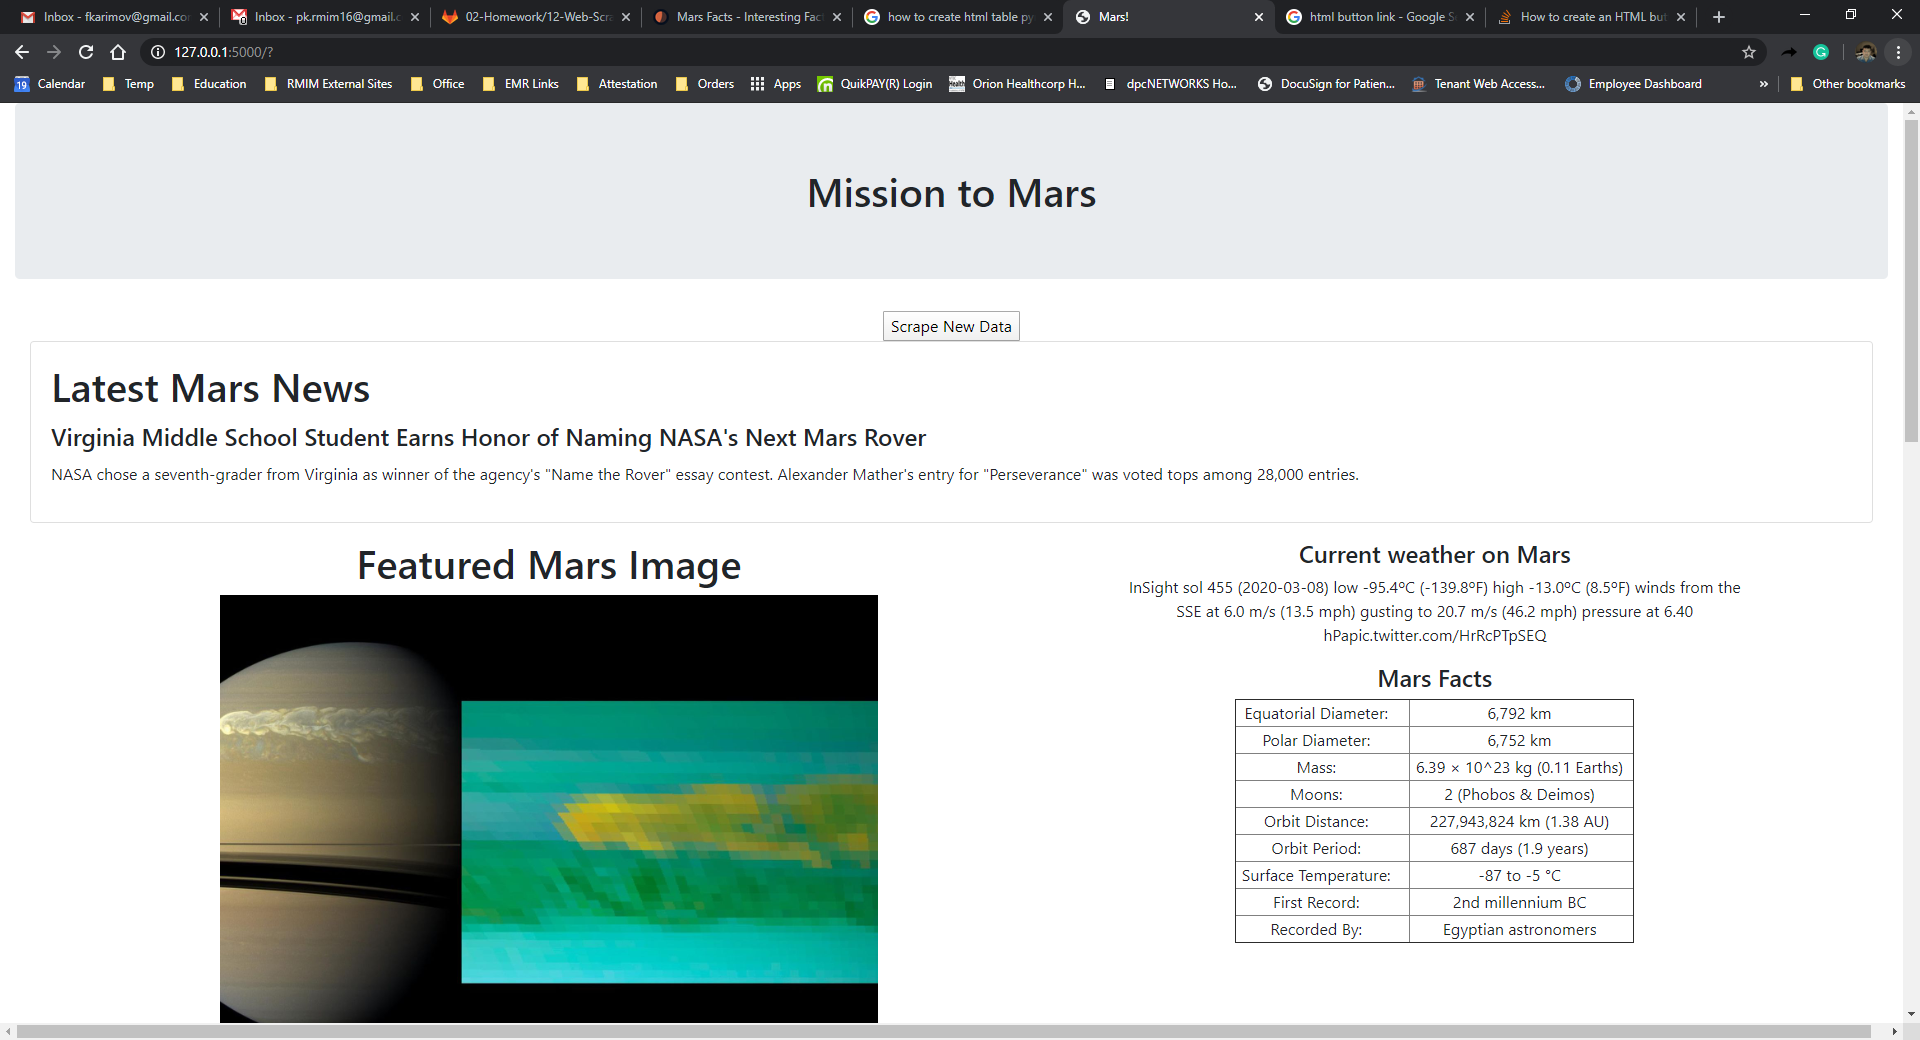 Inbox - fkarimov@gmail.co
Inbox - pk.rmim16@gmail.c
02-Homework/12-Web-Scr
Mars Facts - Interesting Fac
how to create html table py
Mars!
html button link - Google S
How to create an HTML but
127.0.0.1:5000/?
19
Calendar
Temp
Education
RMIM External Sites
Office
EMR Links
Attestation
Orders
Apps
QuikPAY(R) Login
Orion Healthcorp H...
dpcNETWORKS Ho...
DocuSign for Patien...
Tenant Web Access...
Employee Dashboard
»
Other bookmarks
Mission to Mars
Scrape New Data
Latest Mars News
Virginia Middle School Student Earns Honor of Naming NASA's Next Mars Rover
NASA chose a seventh-grader from Virginia as winner of the agency's "Name the Rover" essay contest. Alexander Mather's entry for "Perseverance" was voted tops among 28,000 entries.
Featured Mars Image
Current weather on Mars
InSight sol 455 (2020-03-08) low -95.4ºC (-139.8ºF) high -13.0ºC (8.5ºF) winds from the
SSE at 6.0 m/s (13.5 mph) gusting to 20.7 m/s (46.2 mph) pressure at 6.40
hPapic.twitter.com/HrRcPTpSEQ
Mars Facts
Equatorial Diameter: 6,792 km
Polar Diameter: 6,752 km
Mass: 6.39 × 10^23 kg (0.11 Earths)
Moons: 2 (Phobos & Deimos)
Orbit Distance: 227,943,824 km (1.38 AU)
Orbit Period: 687 days (1.9 years)
Surface Temperature: -87 to -5 °C
First Record: 2nd millennium BC
Recorded By: Egyptian astronomers